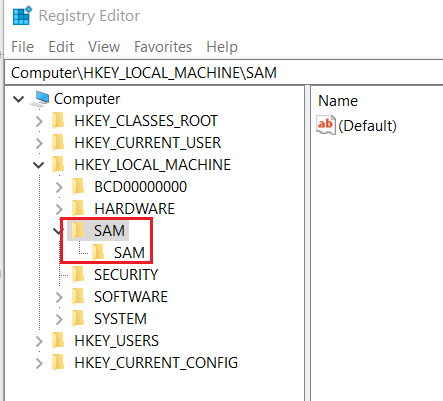 Registry Editor
File Edit View Favorites Help
Computer\HKEY_LOCAL_MACHINE\SAM
Computer
HKEY_CLASSES_ROOT
HKEY_CURRENT_USER
HKEY_LOCAL_MACHINE
BCD00000000
HARDWARE
SAM
SAM
SECURITY
SOFTWARE
SYSTEM
HKEY_USERS
HKEY_CURRENT_CONFIG
Name
ab (Default)